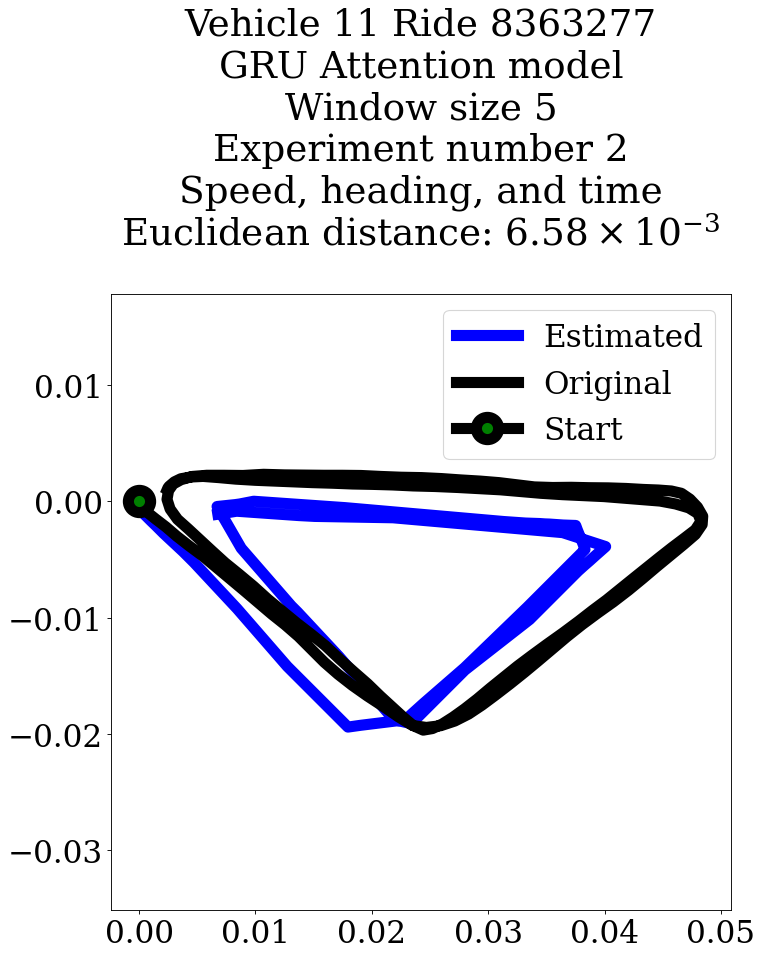 Vehicle 11 Ride 8363277
GRU Attention model
Window size 5
Experiment number 2
Speed, heading, and time
Euclidean distance: 6.58 × 10⁻³
Estimated
Original
Start
0.01
0.00
−0.01
−0.02
−0.03
0.00 0.01 0.02 0.03 0.04 0.05